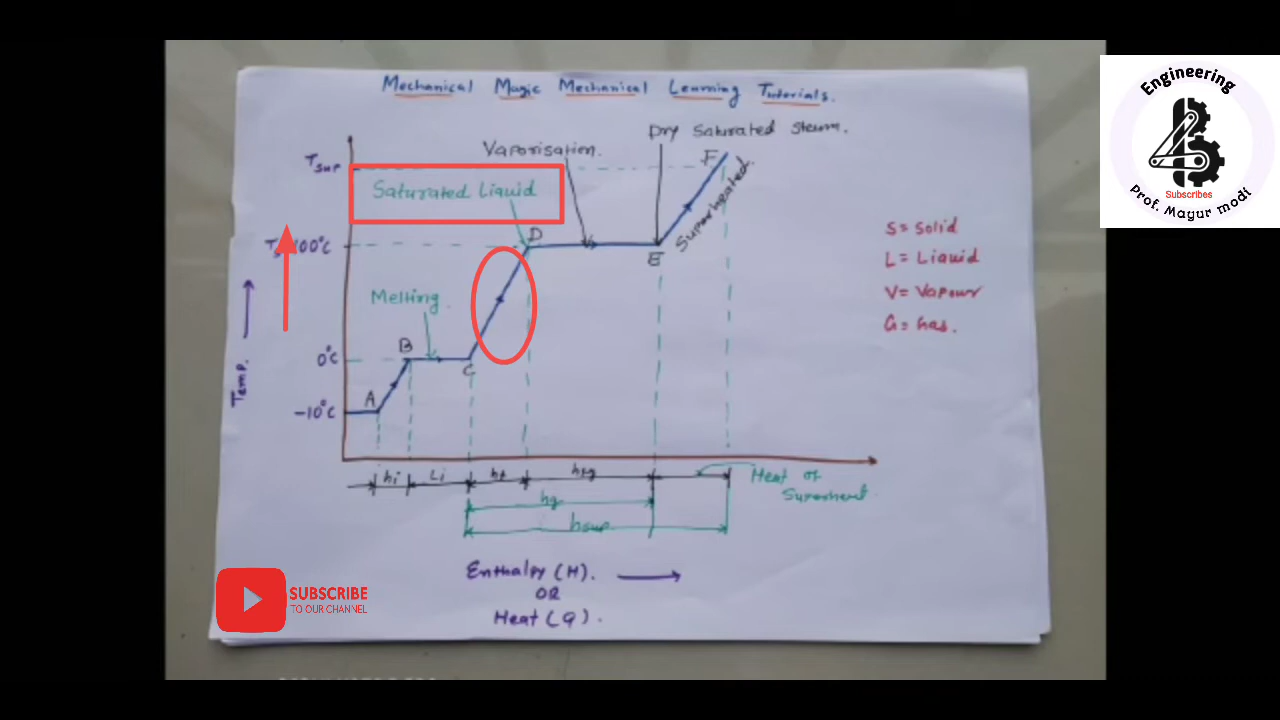 Mechanical Magic Mechanical Learning Tutorials.
Dry Saturated steam.
Vaporisation.
Tsup
F
Saturated Liquid
Superheated.
D
100°C
E
Melting.
B
0°C
C
A
-10°C
Temp.
hi
Li
hf
hfg
Heat of
Superheat.
hg
hsup
Enthalpy (H).
OR
Heat (Q).
S = Solid
L = Liquid
V = Vapour
G = Gas.
Engineering
4S
Subscribes
Prof. Mayur modi
SUBSCRIBE
TO OUR CHANNEL